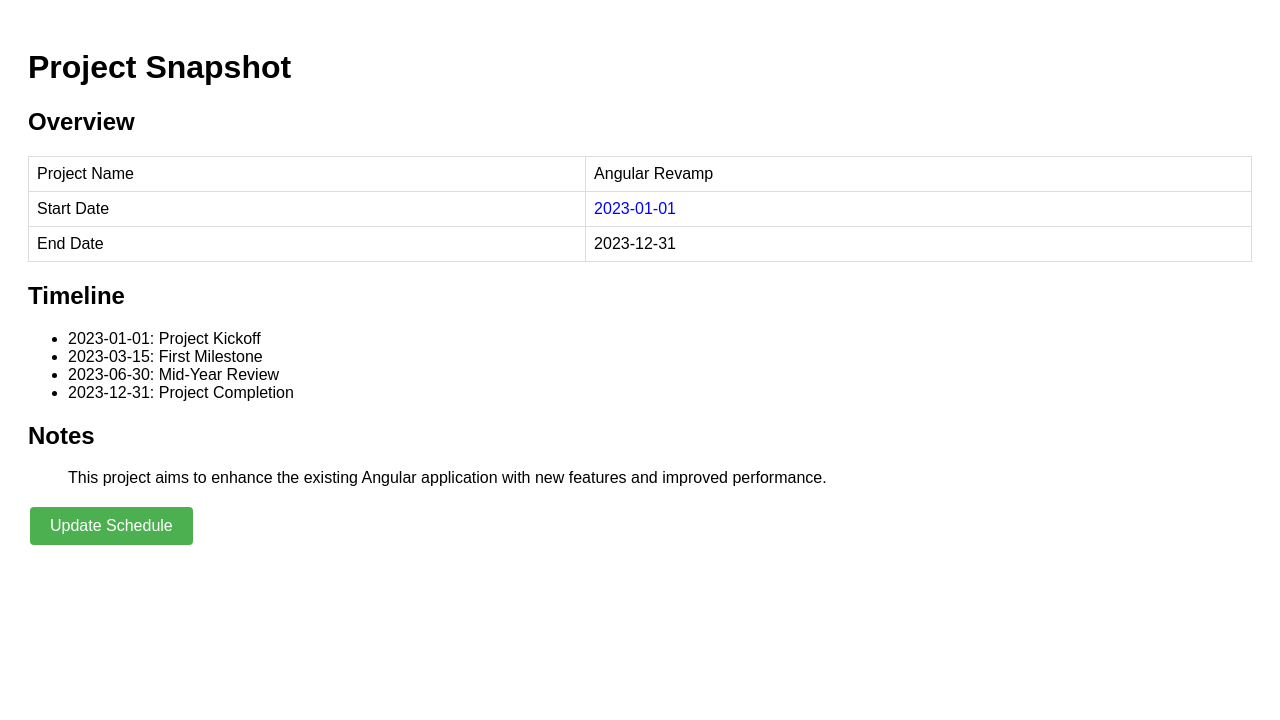 Project Snapshot
Overview
Project Name Angular Revamp
Start Date 2023-01-01
End Date 2023-12-31
Timeline
2023-01-01: Project Kickoff
2023-03-15: First Milestone
2023-06-30: Mid-Year Review
2023-12-31: Project Completion
Notes
This project aims to enhance the existing Angular application with new features and improved performance.
Update Schedule